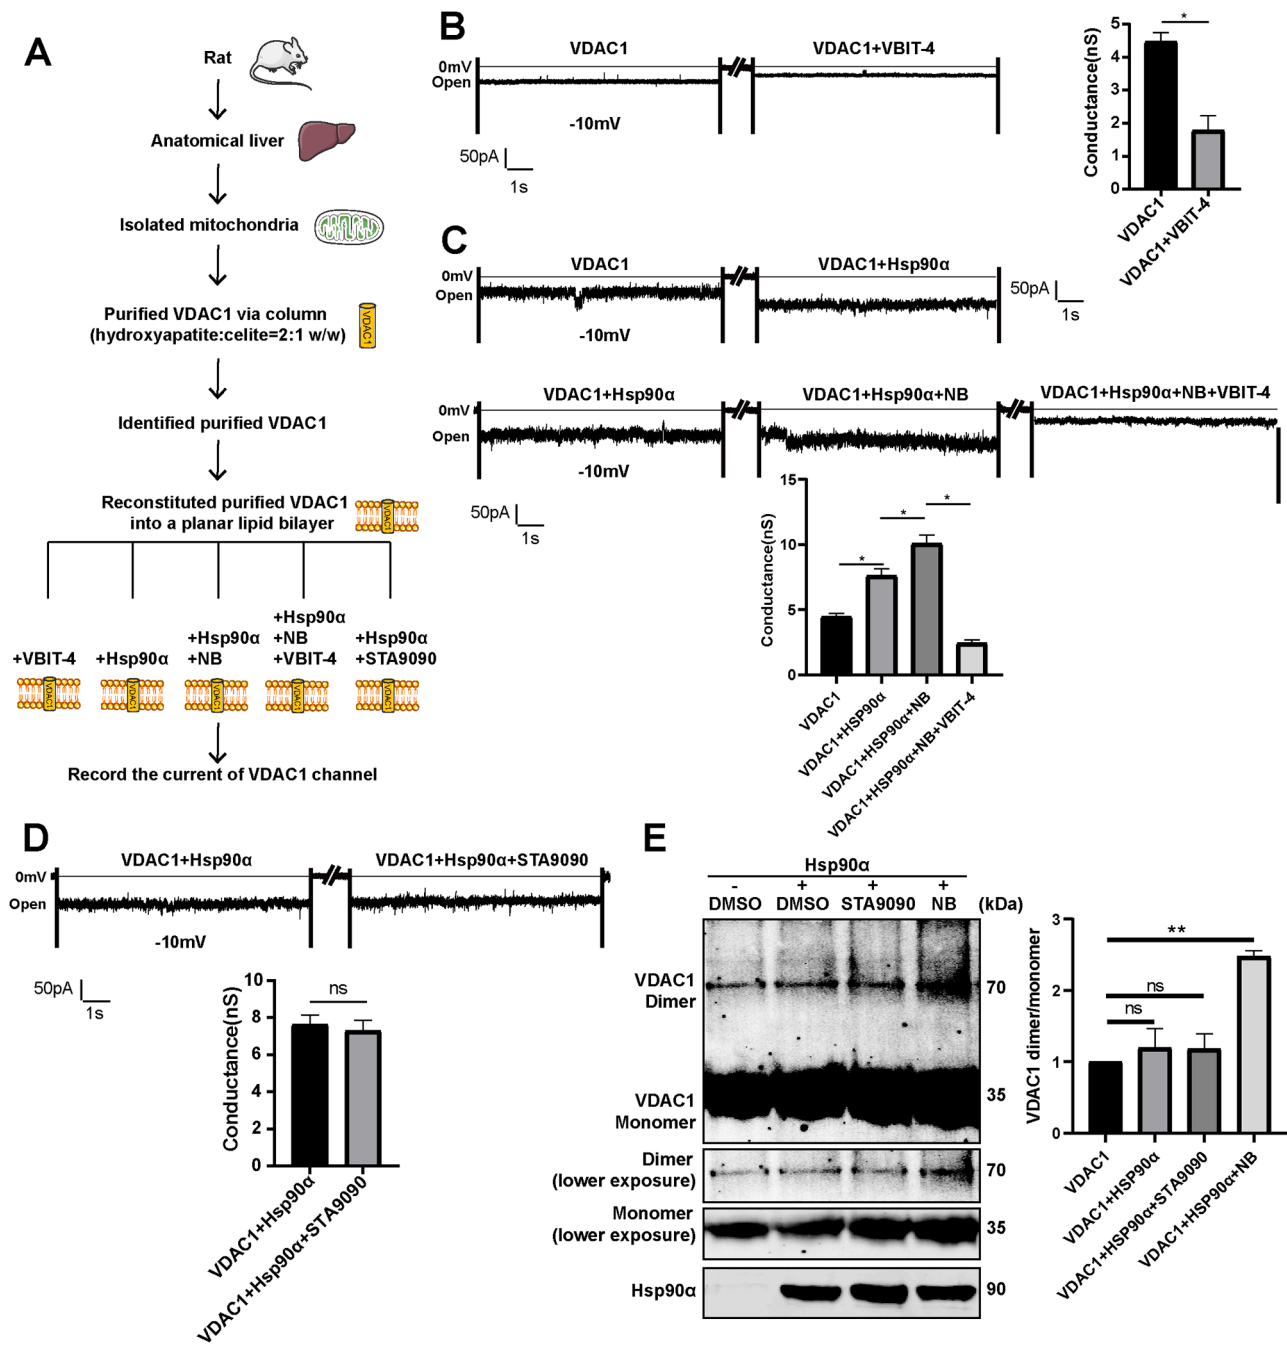 A
Rat
Anatomical liver
Isolated mitochondria
Purified VDAC1 via column
(hydroxyapatite:celite=2:1 w/w)
VDAC1
Identified purified VDAC1
Reconstituted purified VDAC1
into a planar lipid bilayer
VDAC1
+VBIT-4
+Hsp90α
+Hsp90α
+NB
+Hsp90α
+NB
+VBIT-4
+Hsp90α
+STA9090
VDAC1
VDAC1
VDAC1
VDAC1
VDAC1
Record the current of VDAC1 channel
B
VDAC1
VDAC1+VBIT-4
0mV
Open
-10mV
50pA
1s
Conductance(nS)
5
4
3
2
1
0
*
VDAC1
VDAC1+VBIT-4
C
VDAC1
VDAC1+Hsp90α
0mV
Open
-10mV
50pA
1s
VDAC1+Hsp90α
VDAC1+Hsp90α+NB
VDAC1+Hsp90α+NB+VBIT-4
0mV
Open
-10mV
50pA
1s
Conductance(nS)
15
10
5
0
*
*
*
VDAC1
VDAC1+HSP90α
VDAC1+HSP90α+NB
VDAC1+HSP90α+NB+VBIT-4
D
VDAC1+Hsp90α
VDAC1+Hsp90α+STA9090
0mV
Open
-10mV
50pA
1s
Conductance(nS)
10
8
6
4
2
0
ns
VDAC1+Hsp90α
VDAC1+Hsp90α+STA9090
E
Hsp90α
- + + +
DMSO DMSO STA9090 NB (kDa)
VDAC1
Dimer
70
VDAC1
Monomer
35
Dimer
(lower exposure)
70
Monomer
(lower exposure)
35
Hsp90α
90
VDAC1 dimer/monomer
3
2
1
0
**
ns
ns
VDAC1
VDAC1+HSP90α
VDAC1+HSP90α+STA9090
VDAC1+HSP90α+NB